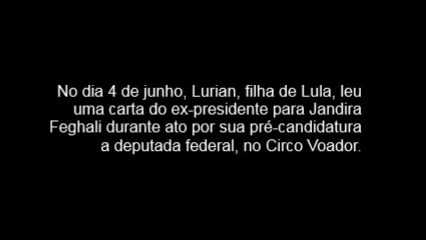 No dia 4 de junho, Lurian, filha de Lula, leu
uma carta do ex-presidente para Jandira
Feghali durante ato por sua pré-candidatura
a deputada federal, no Circo Voador.